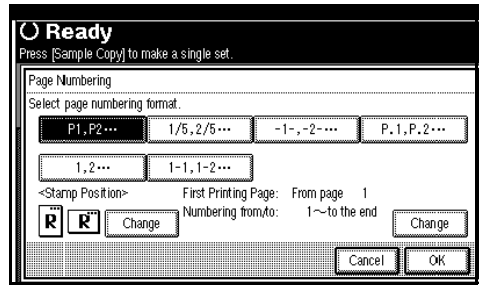 Ready
Press [Sample Copy] to make a single set.
Page Numbering
Select page numbering format.
P1,P2··· 1/5,2/5··· -1-,-2-··· P.1,P.2···
1,2··· 1-1,1-2···
<Stamp Position> First Printing Page: From page 1
R R Change Numbering from/to: 1~to the end Change
Cancel OK